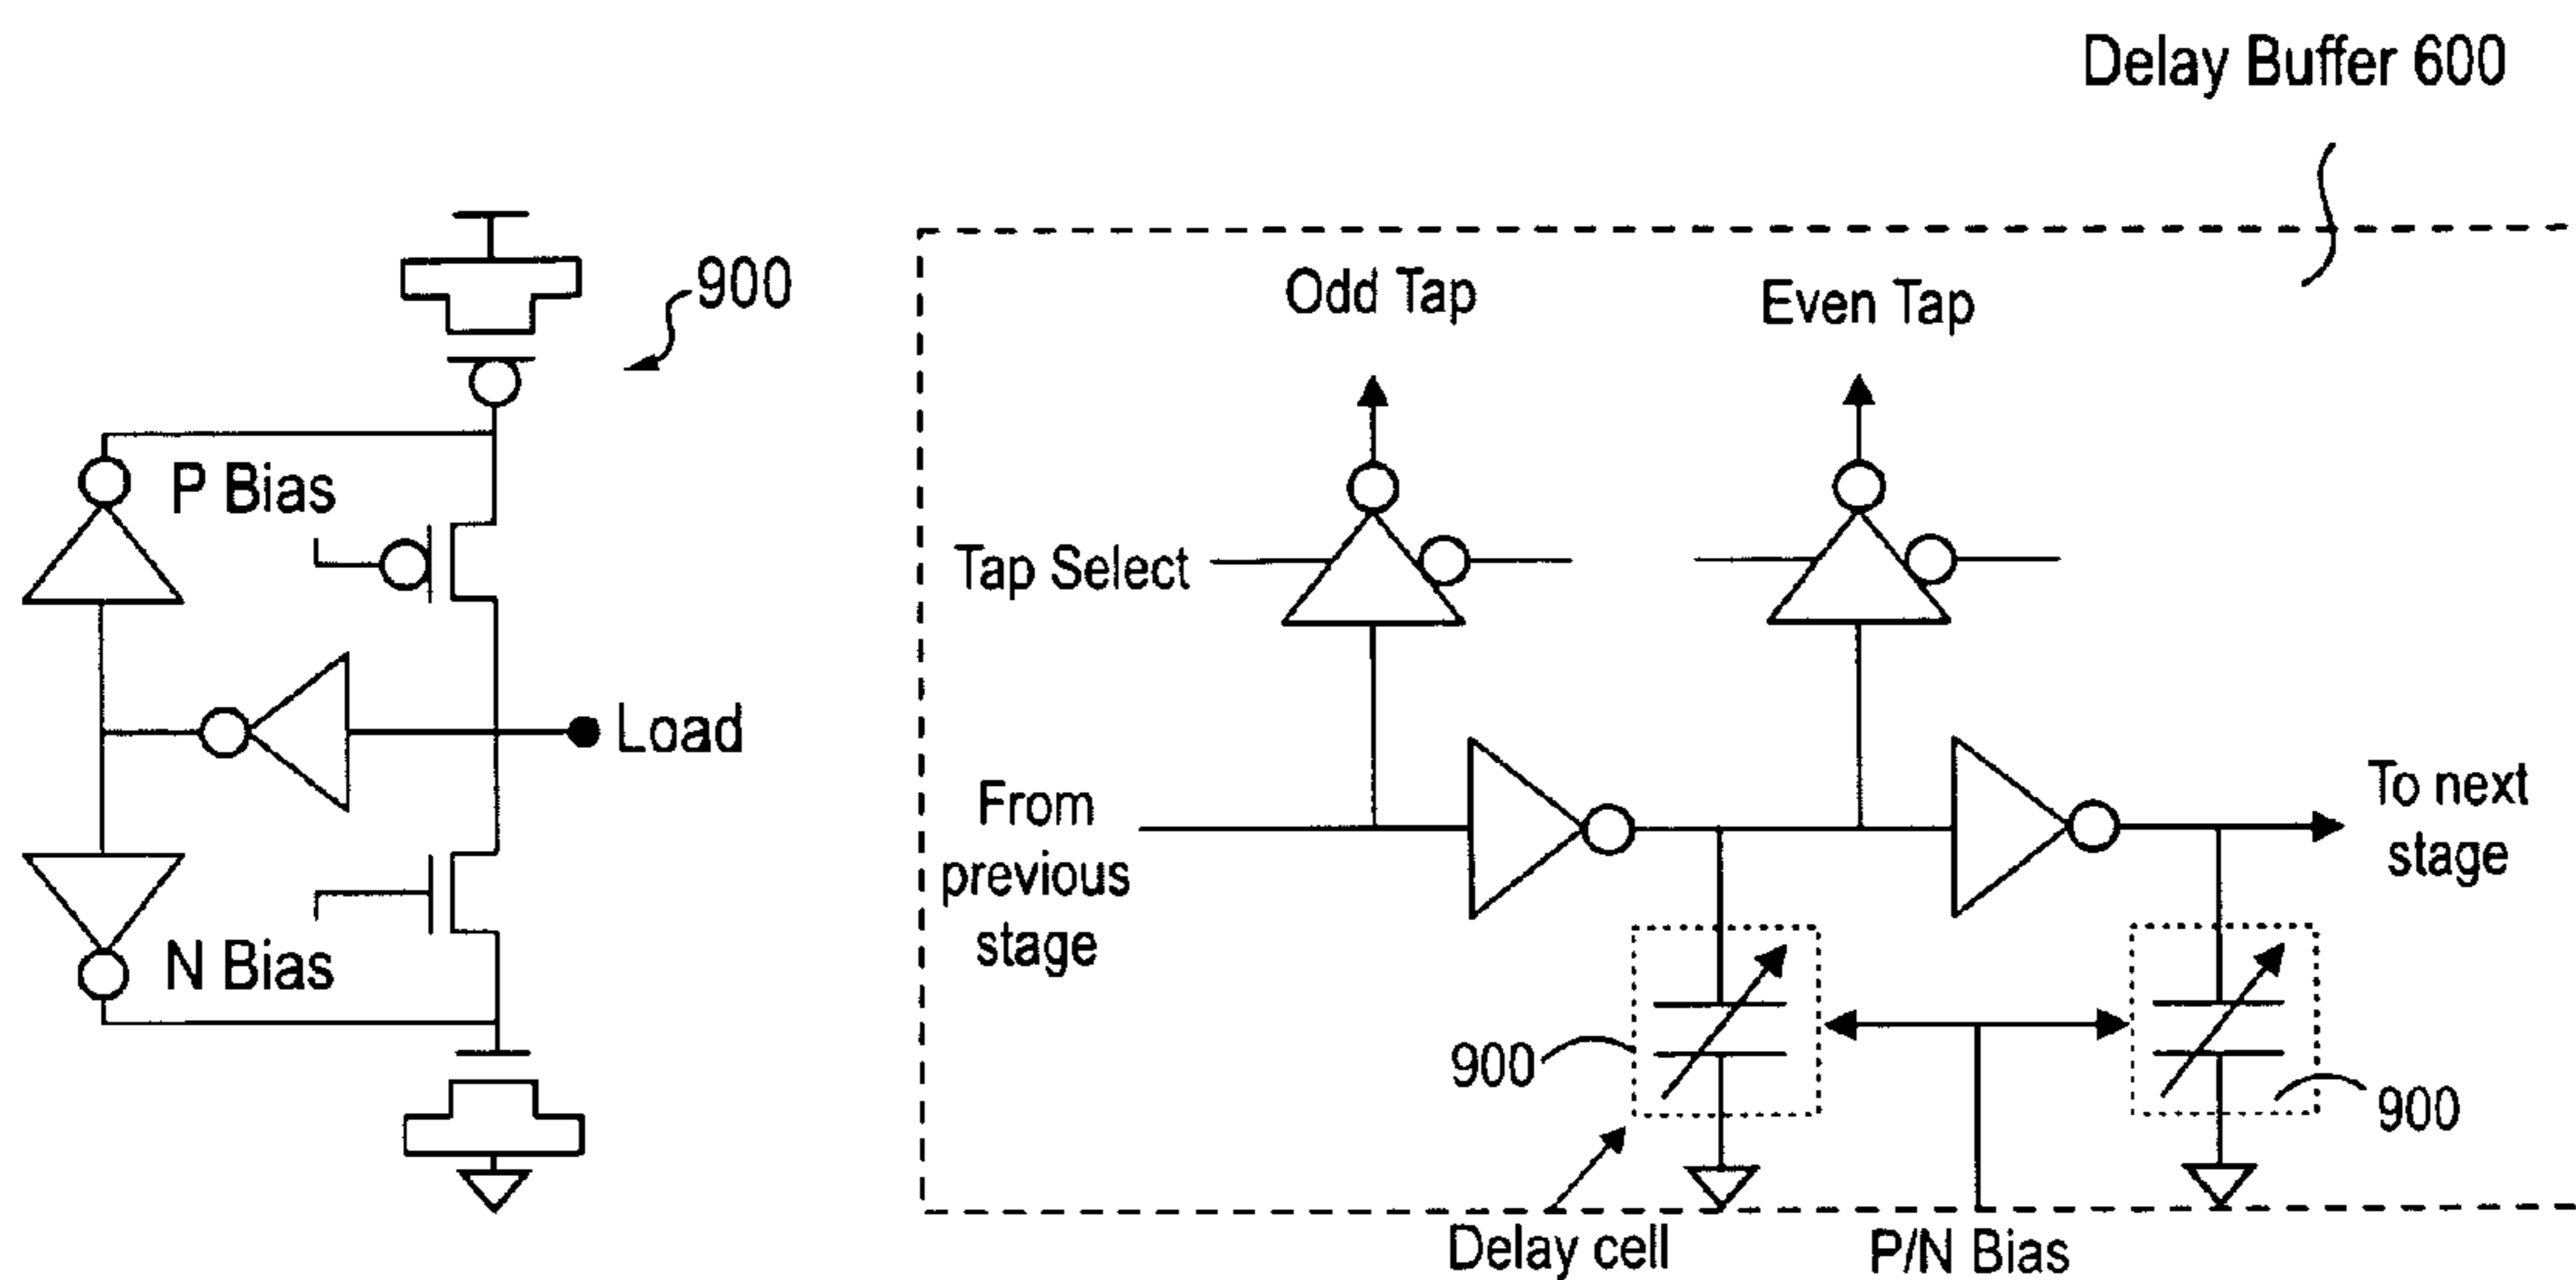 Delay Buffer 600
900
P Bias
Load
N Bias
Odd Tap
Even Tap
Tap Select
From
previous
stage
To next
stage
900
900
Delay cell
P/N Bias